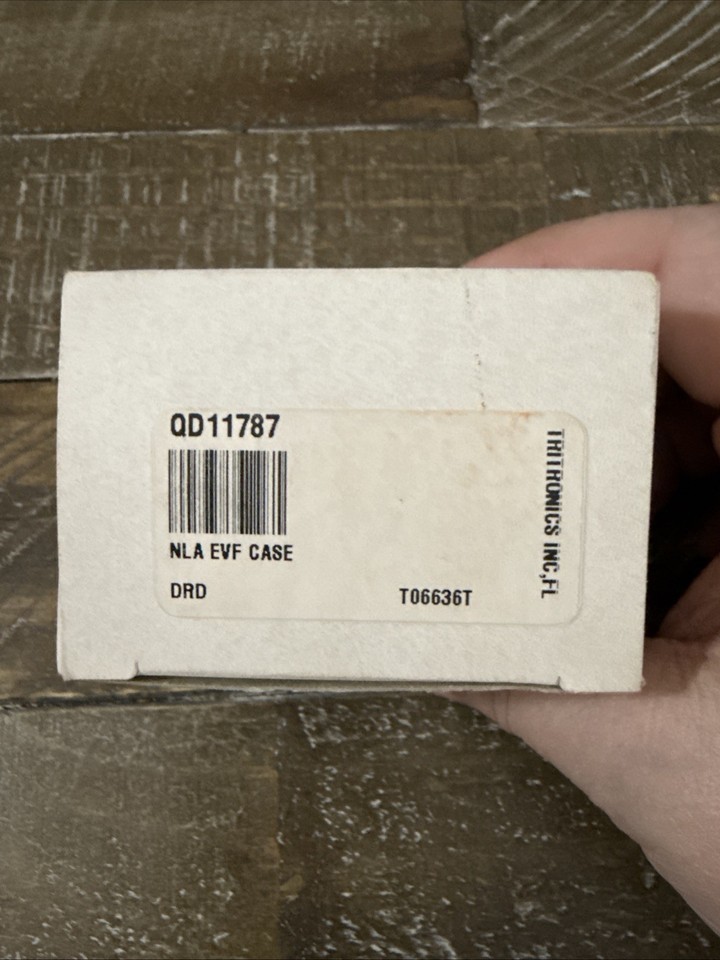 QD11787
NLA EVF CASE
DRD
T06636T
TRITRONICS INC,FL